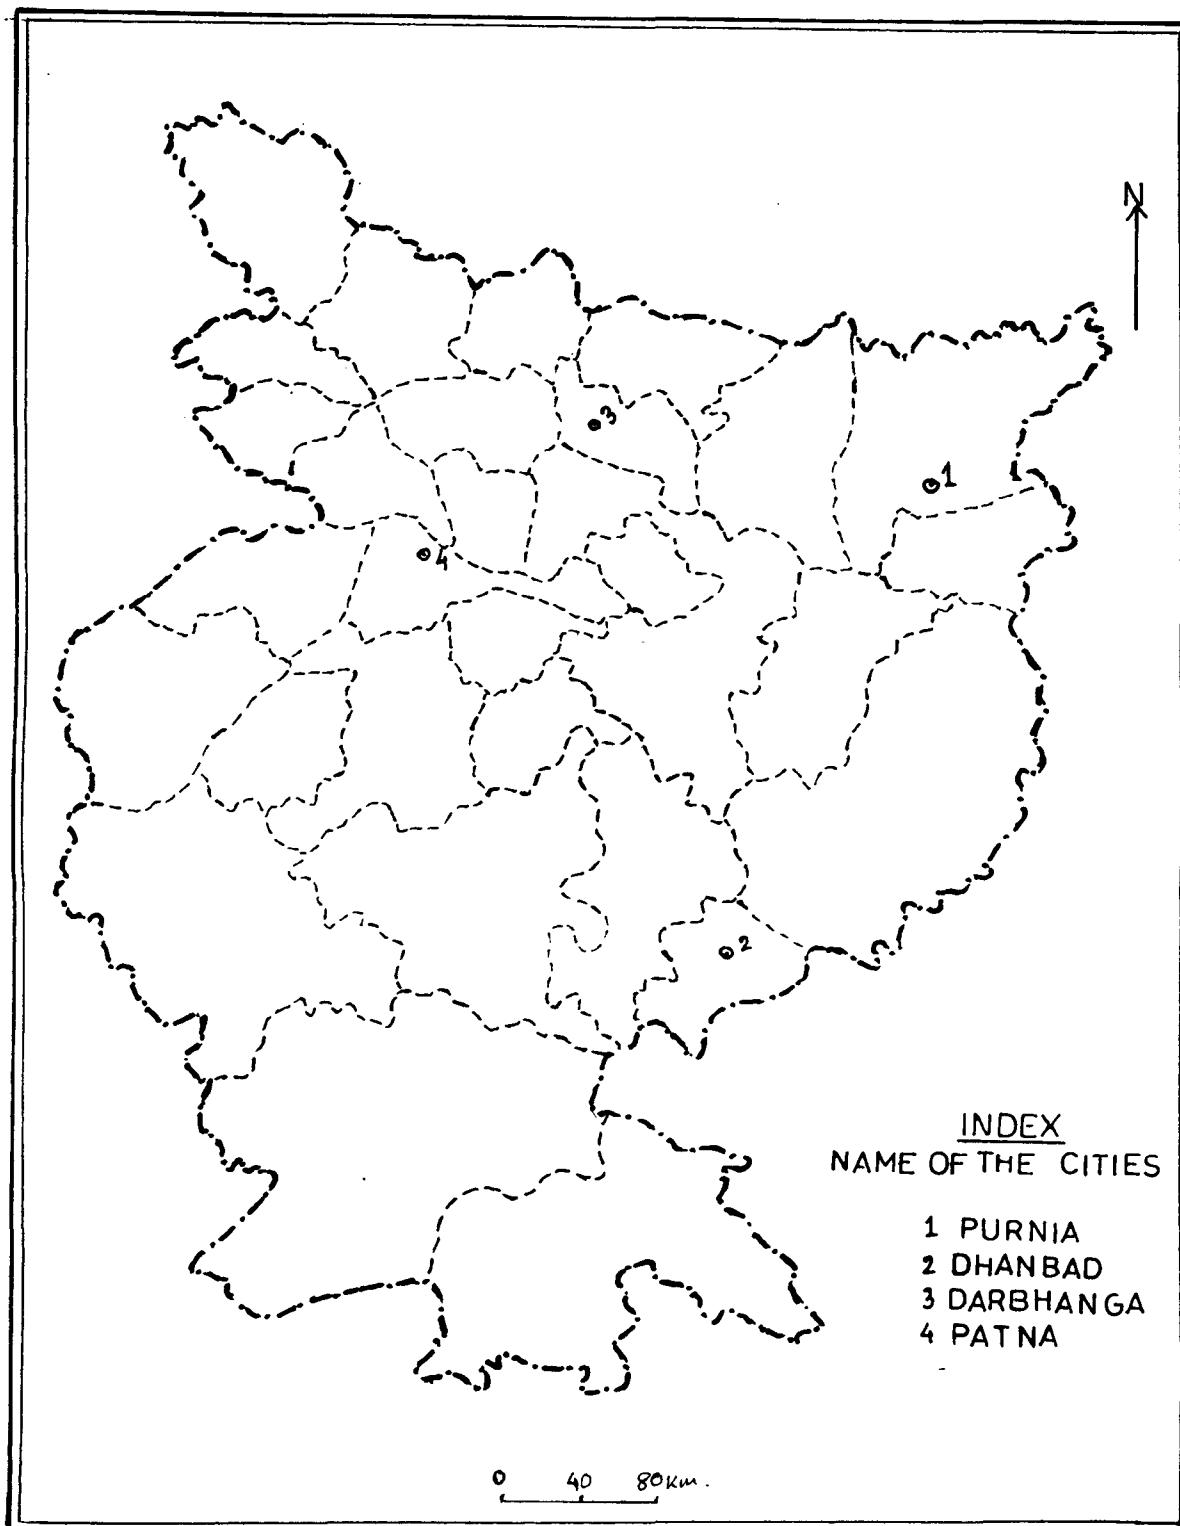 N
3
1
4
2
INDEX
NAME OF THE CITIES
1 PURNIA
2 DHANBAD
3 DARBHANGA
4 PATNA
0 40 80Km.